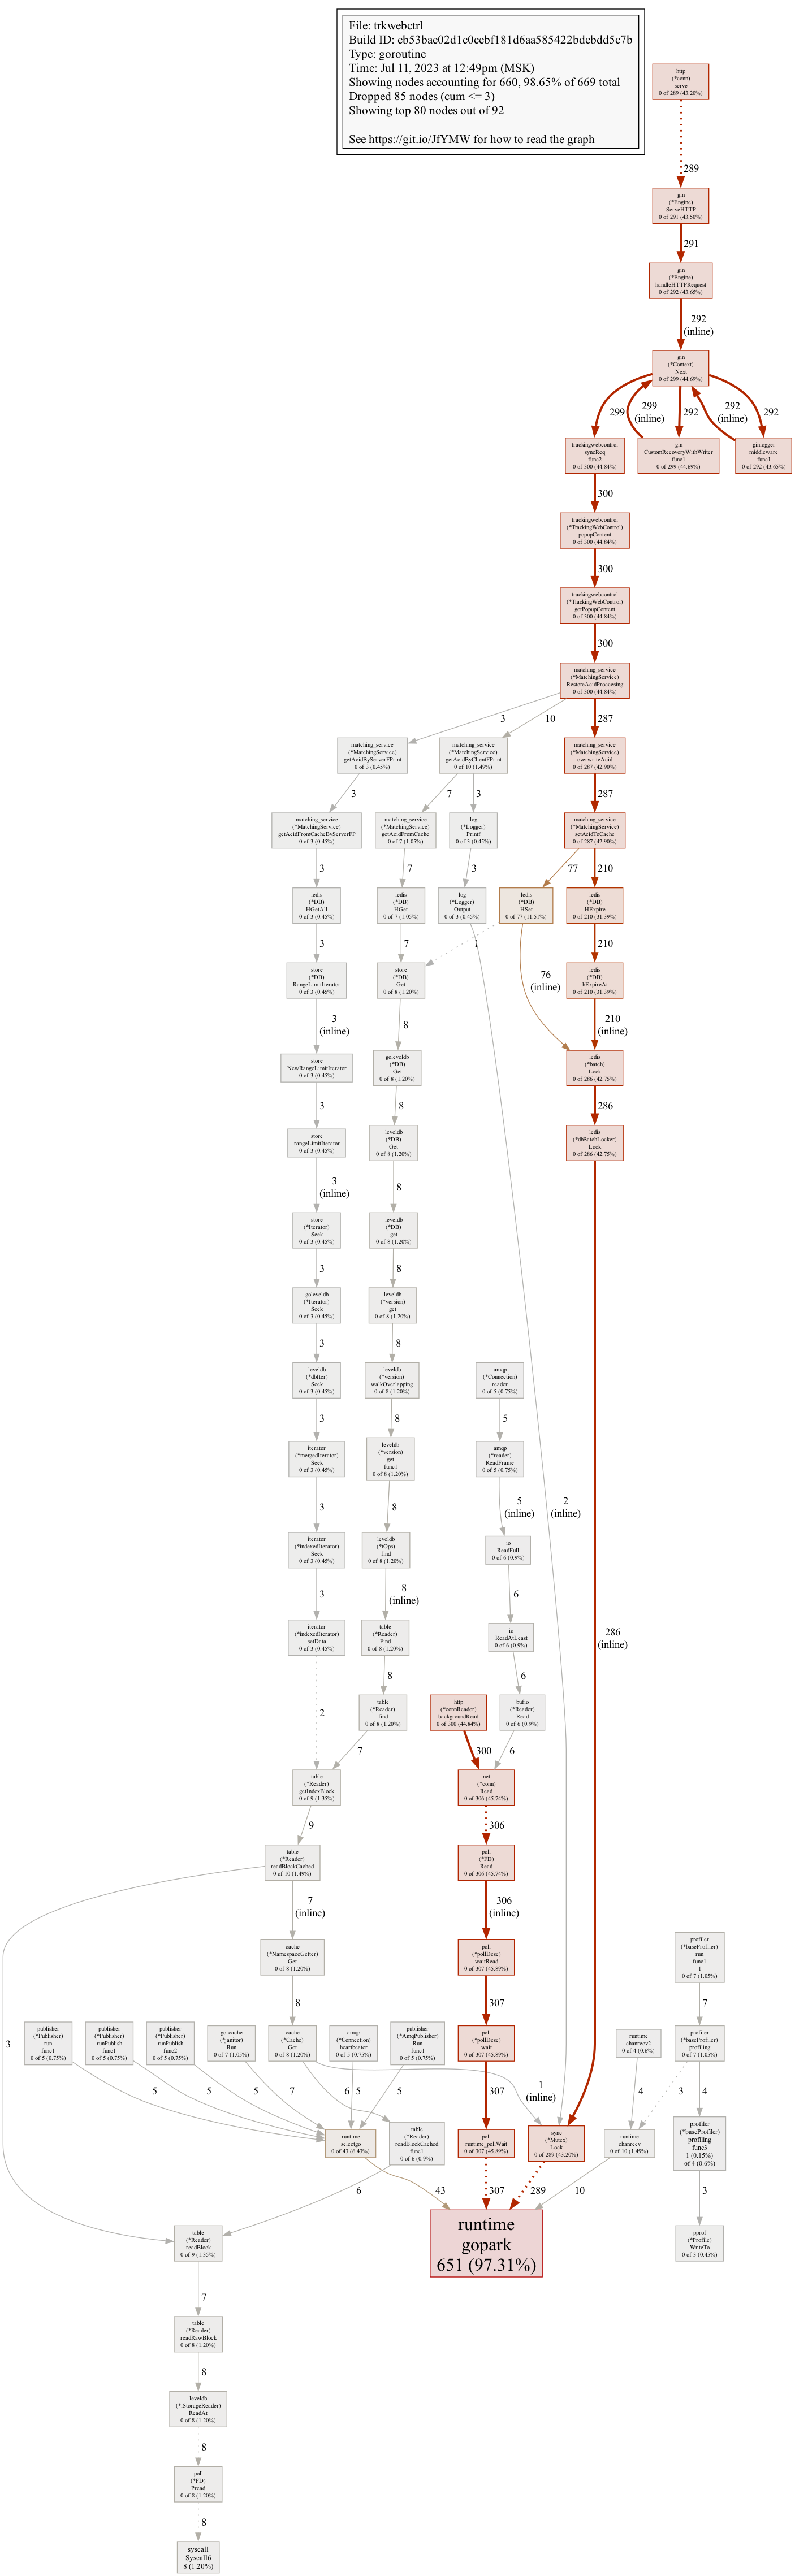 File: trkwebctrl
Build ID: eb53bae02d1c0cebf181d6aa585422bdebdd5c7b
Type: goroutine
Time: Jul 11, 2023 at 12:49pm (MSK)
Showing nodes accounting for 660, 98.65% of 669 total
Dropped 85 nodes (cum <= 3)
Showing top 80 nodes out of 92
See https://git.io/JfYMW for how to read the graph
http
(*conn)
serve
0 of 289 (43.20%)
289
gin
(*Engine)
ServeHTTP
0 of 291 (43.50%)
291
gin
(*Engine)
handleHTTPRequest
0 of 292 (43.65%)
292
(inline)
gin
(*Context)
Next
0 of 299 (44.69%)
299
299
(inline)
292
292
(inline)
292
trackingwebcontrol
syncReq
func2
0 of 300 (44.84%)
gin
CustomRecoveryWithWriter
func1
0 of 299 (44.69%)
ginlogger
middleware
func1
0 of 292 (43.65%)
300
trackingwebcontrol
(*TrackingWebControl)
popupContent
0 of 300 (44.84%)
300
trackingwebcontrol
(*TrackingWebControl)
getPopupContent
0 of 300 (44.84%)
300
matching_service
(*MatchingService)
RestoreAcidProccesing
0 of 300 (44.84%)
3
10
287
matching_service
(*MatchingService)
getAcidByServerFPrint
0 of 3 (0.45%)
matching_service
(*MatchingService)
getAcidByClientFPrint
0 of 10 (1.49%)
matching_service
(*MatchingService)
overwriteAcid
0 of 287 (42.90%)
3
7
3
287
matching_service
(*MatchingService)
getAcidFromCacheByServerFP
0 of 3 (0.45%)
matching_service
(*MatchingService)
getAcidFromCache
0 of 7 (1.05%)
log
(*Logger)
Printf
0 of 3 (0.45%)
matching_service
(*MatchingService)
setAcidToCache
0 of 287 (42.90%)
3
7
3
77
210
ledis
(*DB)
HGetAll
0 of 3 (0.45%)
ledis
(*DB)
HGet
0 of 7 (1.05%)
log
(*Logger)
Output
0 of 3 (0.45%)
ledis
(*DB)
HSet
0 of 77 (11.51%)
ledis
(*DB)
HExpire
0 of 210 (31.39%)
3
7
1
210
store
(*DB)
RangeLimitIterator
0 of 3 (0.45%)
store
(*DB)
Get
0 of 8 (1.20%)
76
(inline)
ledis
(*DB)
hExpireAt
0 of 210 (31.39%)
3
(inline)
8
210
(inline)
store
NewRangeLimitIterator
0 of 3 (0.45%)
goleveldb
(*DB)
Get
0 of 8 (1.20%)
ledis
(*batch)
Lock
0 of 286 (42.75%)
3
8
286
store
rangeLimitIterator
0 of 3 (0.45%)
leveldb
(*DB)
Get
0 of 8 (1.20%)
ledis
(*dbBatchLocker)
Lock
0 of 286 (42.75%)
3
(inline)
8
store
(*Iterator)
Seek
0 of 3 (0.45%)
leveldb
(*DB)
get
0 of 8 (1.20%)
3
8
goleveldb
(*Iterator)
Seek
0 of 3 (0.45%)
leveldb
(*version)
get
0 of 8 (1.20%)
3
8
leveldb
(*dbIter)
Seek
0 of 3 (0.45%)
leveldb
(*version)
walkOverlapping
0 of 8 (1.20%)
amqp
(*Connection)
reader
0 of 5 (0.75%)
3
8
5
iterator
(*mergedIterator)
Seek
0 of 3 (0.45%)
leveldb
(*version)
get
func1
0 of 8 (1.20%)
amqp
(*reader)
ReadFrame
0 of 5 (0.75%)
3
8
5
(inline)
2
(inline)
iterator
(*indexedIterator)
Seek
0 of 3 (0.45%)
leveldb
(*tOps)
find
0 of 8 (1.20%)
io
ReadFull
0 of 6 (0.9%)
3
8
(inline)
6
iterator
(*indexedIterator)
setData
0 of 3 (0.45%)
table
(*Reader)
Find
0 of 8 (1.20%)
io
ReadAtLeast
0 of 6 (0.9%)
286
(inline)
8
6
2
table
(*Reader)
find
0 of 8 (1.20%)
http
(*connReader)
backgroundRead
0 of 300 (44.84%)
bufio
(*Reader)
Read
0 of 6 (0.9%)
7
300
6
table
(*Reader)
getIndexBlock
0 of 9 (1.35%)
net
(*conn)
Read
0 of 306 (45.74%)
9
306
table
(*Reader)
readBlockCached
0 of 10 (1.49%)
poll
(*FD)
Read
0 of 306 (45.74%)
7
(inline)
306
(inline)
cache
(*NamespaceGetter)
Get
0 of 8 (1.20%)
poll
(*pollDesc)
waitRead
0 of 307 (45.89%)
profiler
(*baseProfiler)
run
func1
1
0 of 7 (1.05%)
8
307
7
3
publisher
(*Publisher)
run
func1
0 of 5 (0.75%)
publisher
(*Publisher)
runPublish
func1
0 of 5 (0.75%)
publisher
(*Publisher)
runPublish
func2
0 of 5 (0.75%)
go-cache
(*janitor)
Run
0 of 7 (1.05%)
cache
(*Cache)
Get
0 of 8 (1.20%)
amqp
(*Connection)
heartbeater
0 of 5 (0.75%)
publisher
(*AmqPublisher)
Run
func1
0 of 5 (0.75%)
poll
(*pollDesc)
wait
0 of 307 (45.89%)
runtime
chanrecv2
0 of 4 (0.6%)
profiler
(*baseProfiler)
profiling
0 of 7 (1.05%)
5
5
5
7
6
5
5
307
1
(inline)
4
3
4
runtime
selectgo
0 of 43 (6.43%)
table
(*Reader)
readBlockCached
func1
0 of 6 (0.9%)
poll
runtime_pollWait
0 of 307 (45.89%)
sync
(*Mutex)
Lock
0 of 289 (43.20%)
runtime
chanrecv
0 of 10 (1.49%)
profiler
(*baseProfiler)
profiling
func3
1 (0.15%)
of 4 (0.6%)
6
43
307
289
10
3
table
(*Reader)
readBlock
0 of 9 (1.35%)
runtime
gopark
651 (97.31%)
pprof
(*Profile)
WriteTo
0 of 3 (0.45%)
7
table
(*Reader)
readRawBlock
0 of 8 (1.20%)
8
leveldb
(*iStorageReader)
ReadAt
0 of 8 (1.20%)
8
poll
(*FD)
Pread
0 of 8 (1.20%)
8
syscall
Syscall6
8 (1.20%)